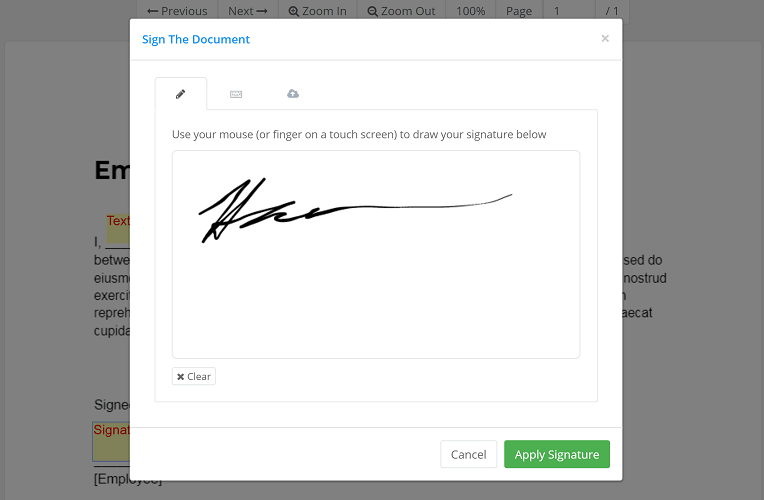 Previous Next Zoom In Zoom Out 100% Page 1 / 1
Sign The Document ×
Use your mouse (or finger on a touch screen) to draw your signature below
Em
Text
I,
betwe sed do
eiusm nostrud
exerci
repreh aecat
cupida
Clear
Signe
Signat
Cancel Apply Signature
[Employee]